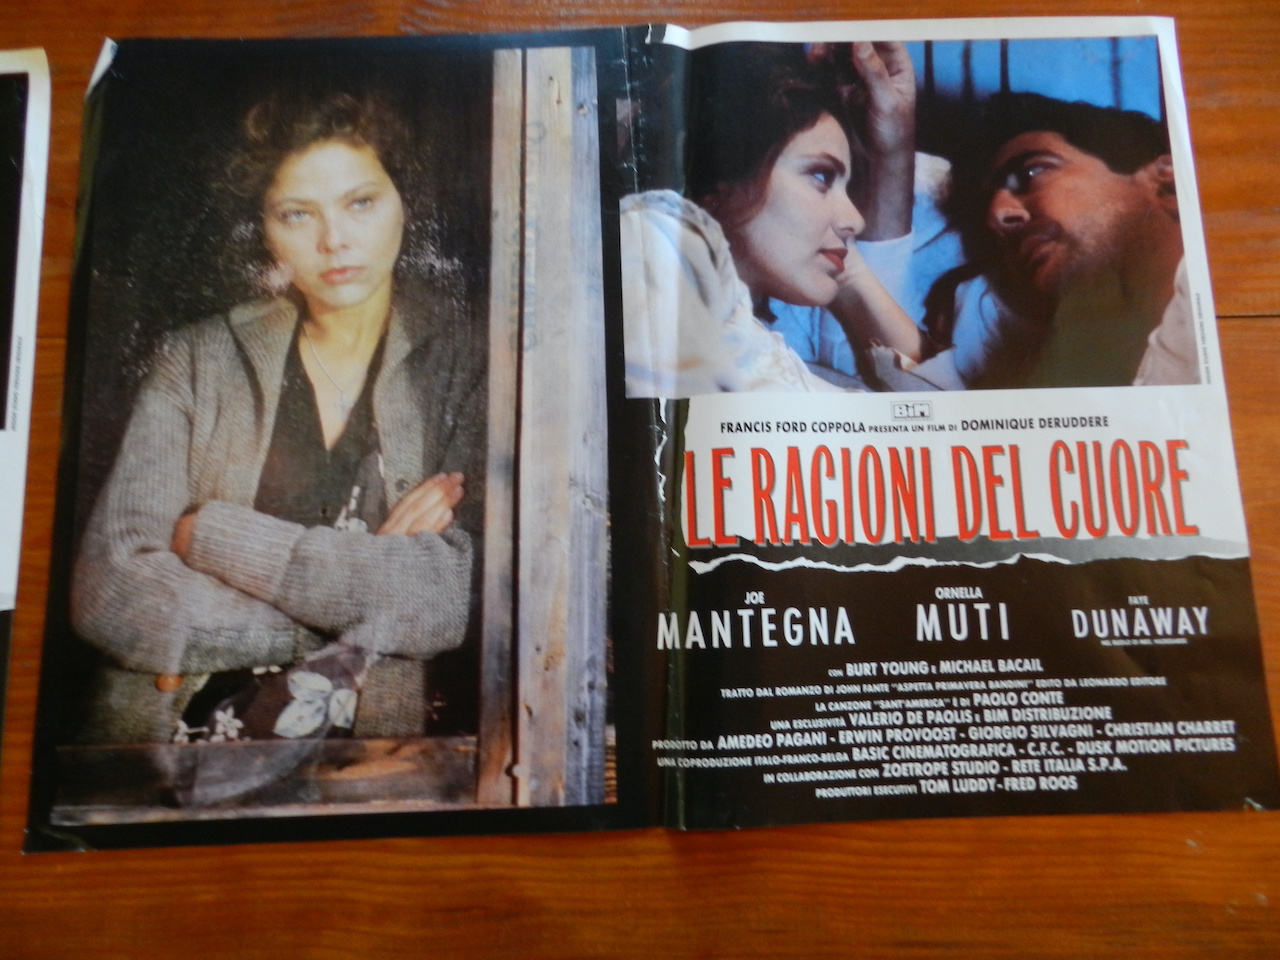 BiM
FRANCIS FORD COPPOLA PRESENTA UN FILM DI DOMINIQUE DERUDDERE
LE RAGIONI DEL CUORE
JOE MANTEGNA
ORNELLA MUTI
FAYE DUNAWAY
CON BURT YOUNG E MICHAEL BACAIL
TRATTO DAL ROMANZO DI JOHN FANTE "ASPETTA PRIMAVERA BANDINI" EDITO DA LEONARDO EDITORE
LA CANZONE "SANT'AMERICA" E DI PAOLO CONTE
UNA ESCLUSIVITÀ VALERIO DE PAOLIS E BIM DISTRIBUZIONE
PRODOTTO DA AMEDEO PAGANI - ERWIN PROVOOST - GIORGIO SILVAGNI - CHRISTIAN CHARRET
UNA COPRODUZIONE ITALO-FRANCO-BELGA BASIC CINEMATOGRAFICA - C.F.C. - DUSK MOTION PICTURES
IN COLLABORAZIONE CON ZOETROPE STUDIO - RETE ITALIA S.P.A.
PRODUTTORI ESECUTIVI TOM LUDDY - FRED ROOS